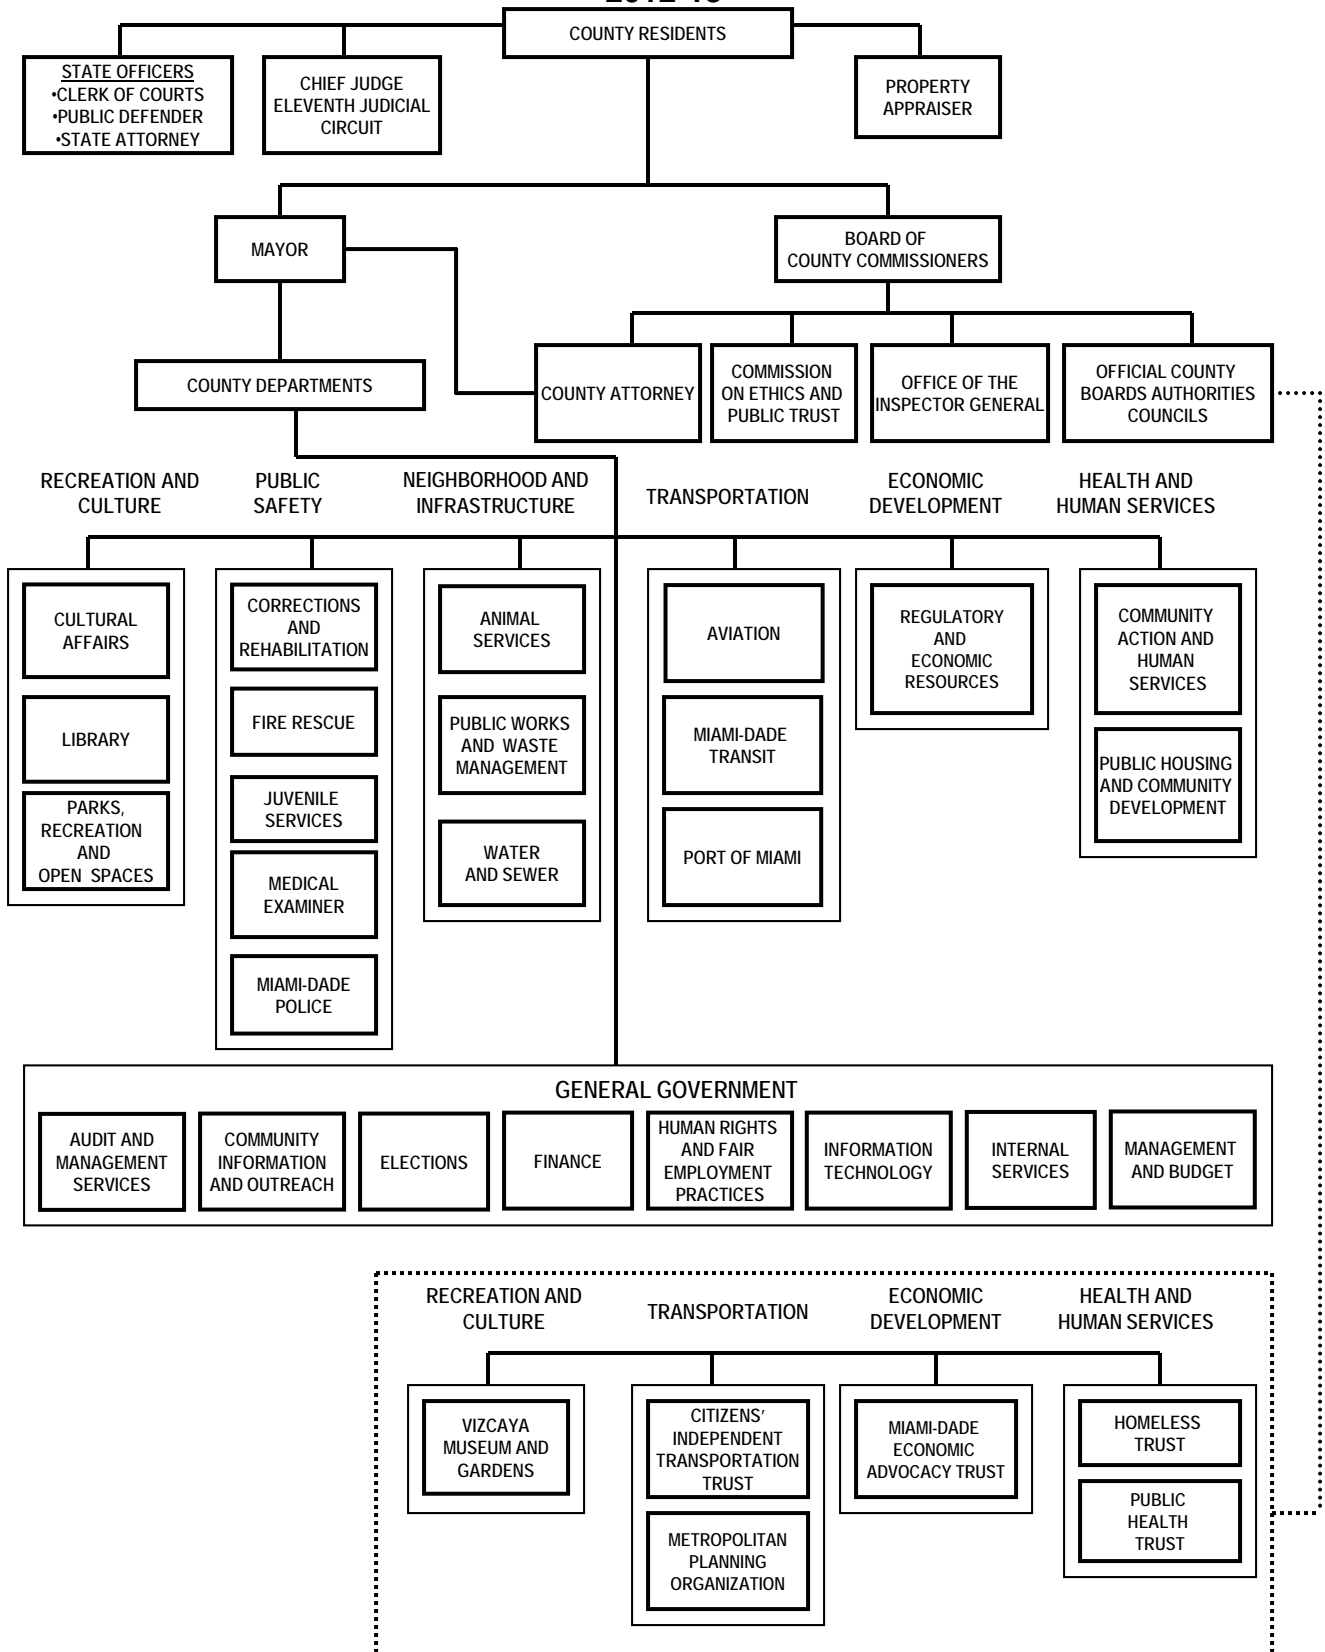 COUNTY RESIDENTS
STATE OFFICERS
•CLERK OF COURTS
•PUBLIC DEFENDER
•STATE ATTORNEY
CHIEF JUDGE
ELEVENTH JUDICIAL
CIRCUIT
PROPERTY
APPRAISER
MAYOR
BOARD OF
COUNTY COMMISSIONERS
COUNTY DEPARTMENTS
COUNTY ATTORNEY
COMMISSION
ON ETHICS AND
PUBLIC TRUST
OFFICE OF THE
INSPECTOR GENERAL
OFFICIAL COUNTY
BOARDS AUTHORITIES
COUNCILS
RECREATION AND
CULTURE
PUBLIC
SAFETY
NEIGHBORHOOD AND
INFRASTRUCTURE
TRANSPORTATION
ECONOMIC
DEVELOPMENT
HEALTH AND
HUMAN SERVICES
CULTURAL
AFFAIRS
LIBRARY
PARKS,
RECREATION
AND
OPEN SPACES
CORRECTIONS
AND
REHABILITATION
FIRE RESCUE
JUVENILE
SERVICES
MEDICAL
EXAMINER
MIAMI-DADE
POLICE
ANIMAL
SERVICES
PUBLIC WORKS
AND WASTE
MANAGEMENT
WATER
AND SEWER
AVIATION
MIAMI-DADE
TRANSIT
PORT OF MIAMI
REGULATORY
AND
ECONOMIC
RESOURCES
COMMUNITY
ACTION AND
HUMAN
SERVICES
PUBLIC HOUSING
AND COMMUNITY
DEVELOPMENT
GENERAL GOVERNMENT
AUDIT AND
MANAGEMENT
SERVICES
COMMUNITY
INFORMATION
AND OUTREACH
ELECTIONS
FINANCE
HUMAN RIGHTS
AND FAIR
EMPLOYMENT
PRACTICES
INFORMATION
TECHNOLOGY
INTERNAL
SERVICES
MANAGEMENT
AND BUDGET
RECREATION AND
CULTURE
TRANSPORTATION
ECONOMIC
DEVELOPMENT
HEALTH AND
HUMAN SERVICES
VIZCAYA
MUSEUM AND
GARDENS
CITIZENS'
INDEPENDENT
TRANSPORTATION
TRUST
METROPOLITAN
PLANNING
ORGANIZATION
MIAMI-DADE
ECONOMIC
ADVOCACY TRUST
HOMELESS
TRUST
PUBLIC
HEALTH
TRUST